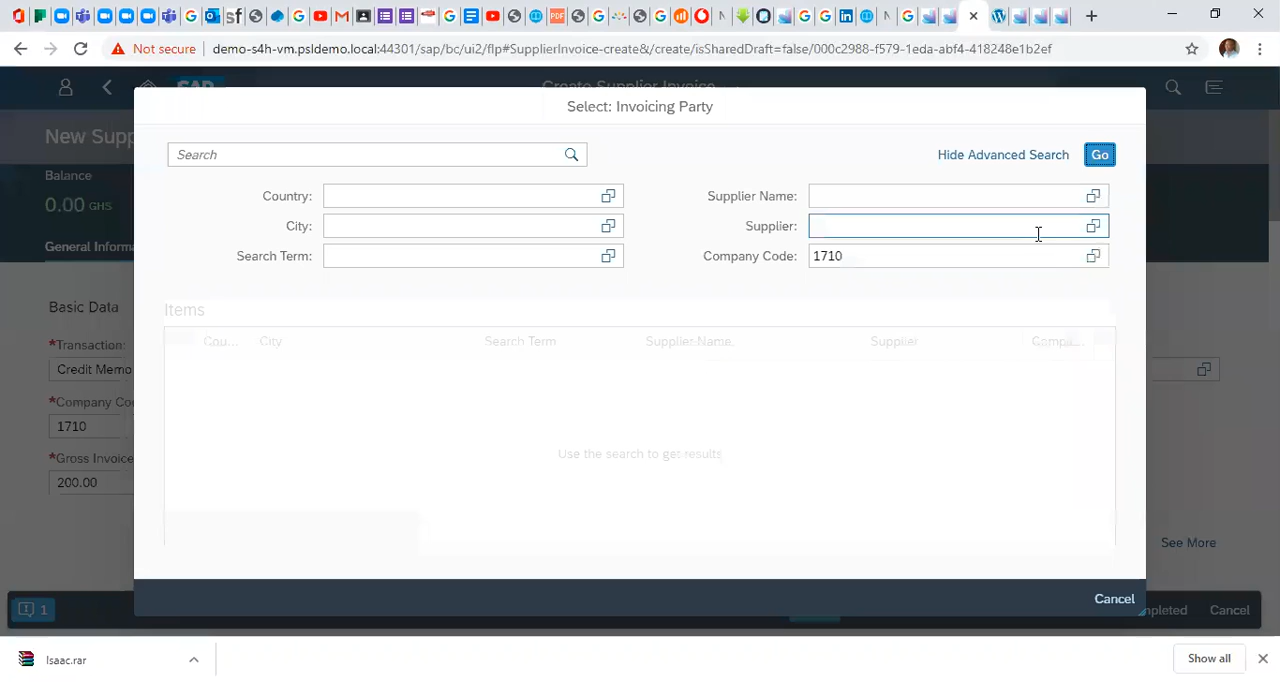 Not secure
demo-s4h-vm.psldemo.local:44301/sap/bc/ui2/flp#SupplierInvoice-create&/create/isSharedDraft=false/000c2988-f579-1eda-abf4-418248e1b2ef
SAP
Create Supplier Invoice
Select: Invoicing Party
New Supp
Search
Hide Advanced Search
Go
Balance
0.00 GHS
Country:
Supplier Name:
City:
Supplier:
General Informa
Search Term:
Company Code:
1710
Basic Data
Items
*Transaction:
Cou...
City
Search Term
Supplier Name
Supplier
Compa...
Credit Memo
*Company Co
1710
*Gross Invoice
Use the search to get results
200.00
See More
1
Cancel
mpleted
Cancel
Isaac.rar
Show all